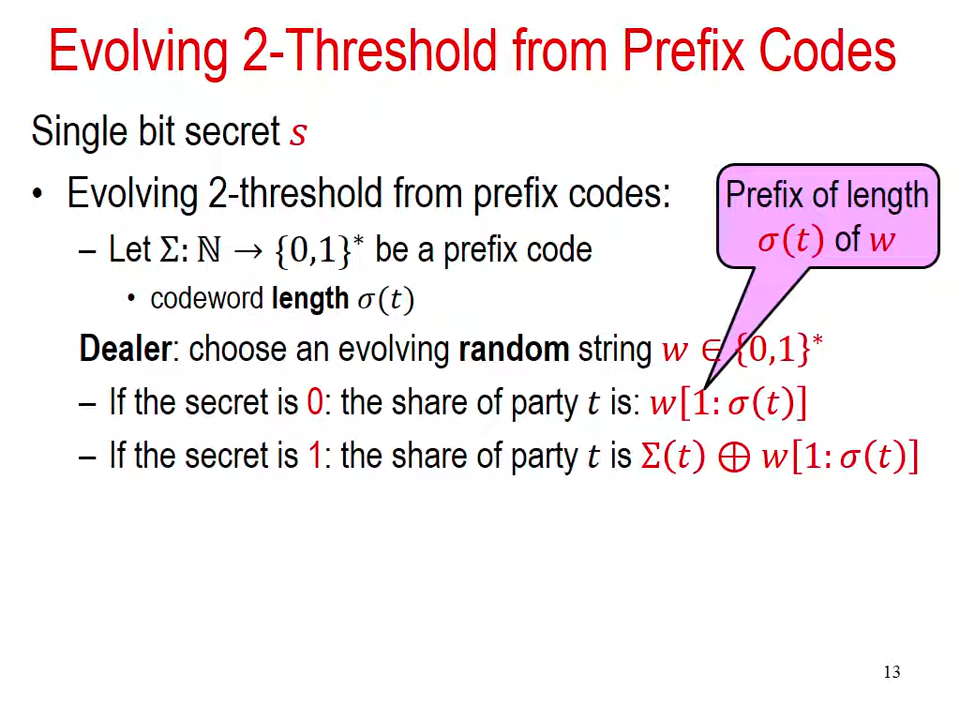 Evolving 2-Threshold from Prefix Codes
Single bit secret s
• Evolving 2-threshold from prefix codes:
– Let Σ: ℕ → {0,1}* be a prefix code
• codeword length σ(t)
Prefix of length
σ(t) of w
Dealer: choose an evolving random string w ∈ {0,1}*
– If the secret is 0: the share of party t is: w[1: σ(t)]
– If the secret is 1: the share of party t is Σ(t) ⊕ w[1: σ(t)]
13